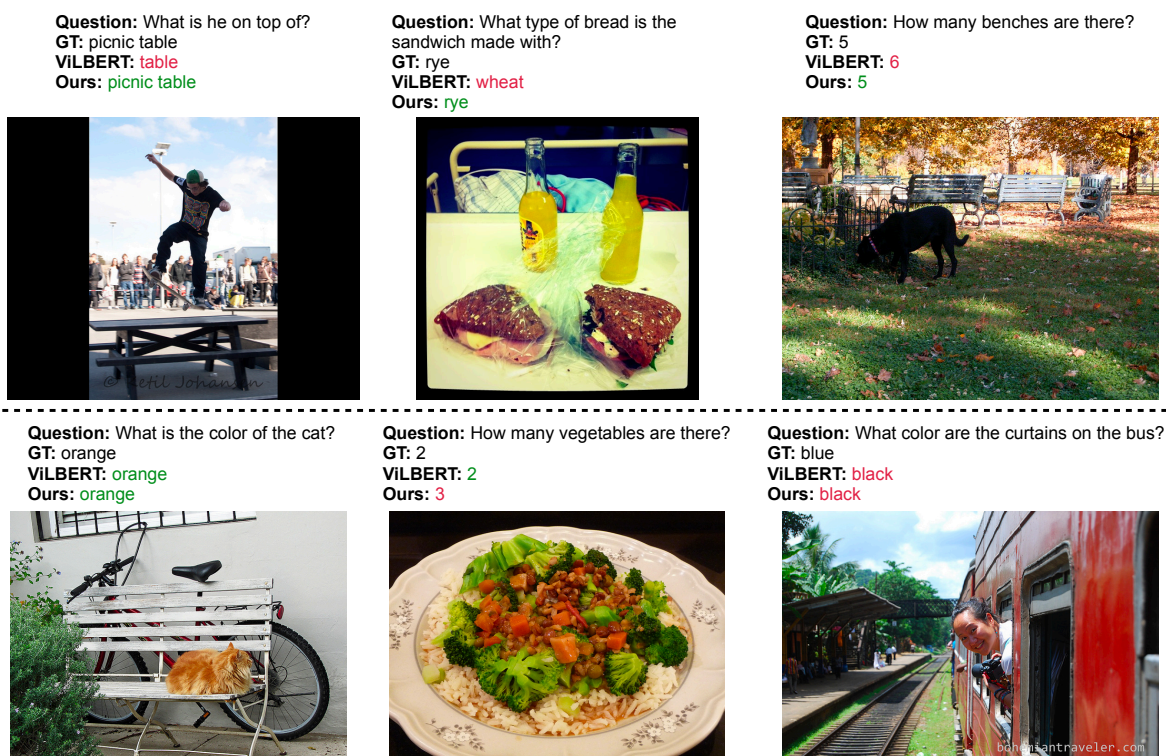 Question: What is he on top of?
GT: picnic table
ViLBERT: table
Ours: picnic table
Question: What type of bread is the
sandwich made with?
GT: rye
ViLBERT: wheat
Ours: rye
Question: How many benches are there?
GT: 5
ViLBERT: 6
Ours: 5
© Ketil Johansen
Question: What is the color of the cat?
GT: orange
ViLBERT: orange
Ours: orange
Question: How many vegetables are there?
GT: 2
ViLBERT: 2
Ours: 3
Question: What color are the curtains on the bus?
GT: blue
ViLBERT: black
Ours: black
bohemiantraveler.com